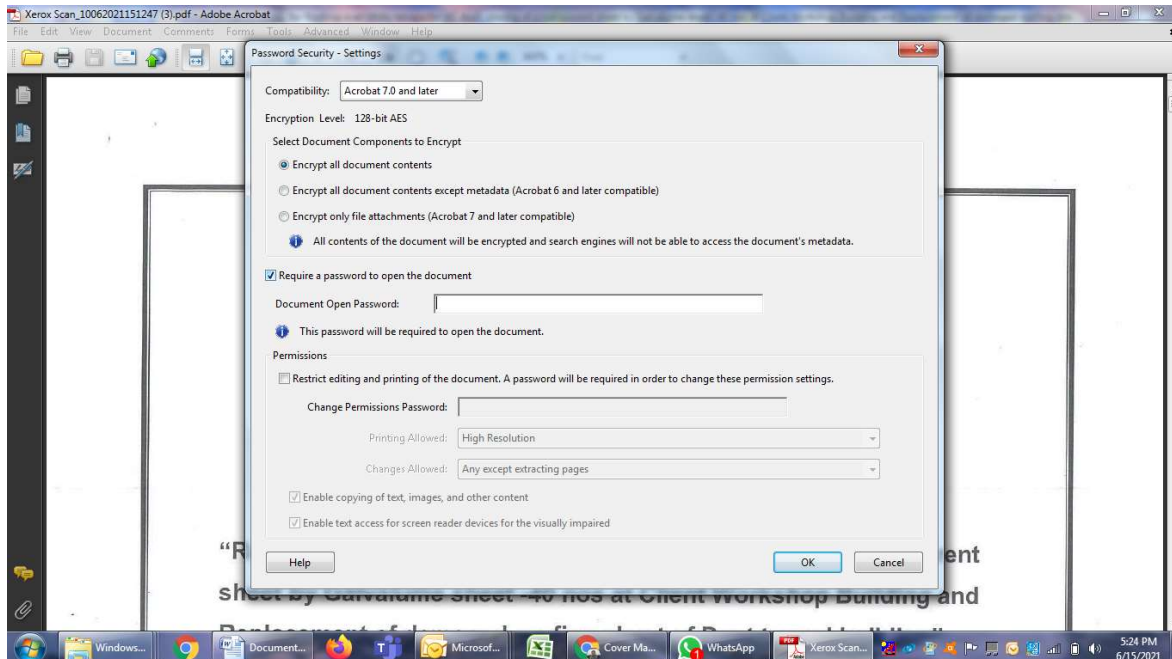 Xerox Scan_10062021151247 (3).pdf - Adobe Acrobat
File Edit View Document Comments Forms Tools Advanced Window Help
Password Security - Settings
Compatibility: Acrobat 7.0 and later
Encryption Level: 128-bit AES
Select Document Components to Encrypt
Encrypt all document contents
Encrypt all document contents except metadata (Acrobat 6 and later compatible)
Encrypt only file attachments (Acrobat 7 and later compatible)
All contents of the document will be encrypted and search engines will not be able to access the document's metadata.
Require a password to open the document
Document Open Password:
This password will be required to open the document.
Permissions
Restrict editing and printing of the document. A password will be required in order to change these permission settings.
Change Permissions Password:
Printing Allowed: High Resolution
Changes Allowed: Any except extracting pages
Enable copying of text, images, and other content
Enable text access for screen reader devices for the visually impaired
Help OK Cancel
“R ent
sheet by Galvalume sheet -40 nos at Client Workshop Building and
Windows... Document... Microsof... Cover Ma... WhatsApp Xerox Scan... 5:24 PM
6/15/2021